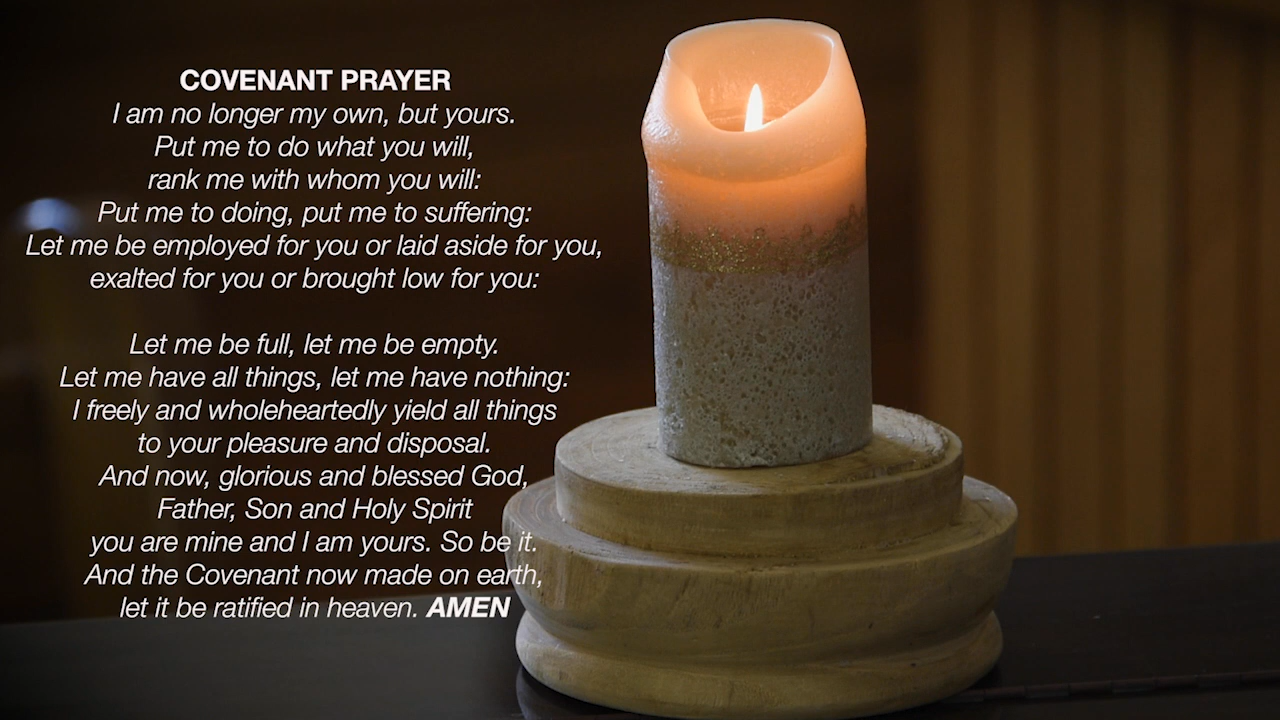 COVENANT PRAYER
I am no longer my own, but yours.
Put me to do what you will,
rank me with whom you will:
Put me to doing, put me to suffering:
Let me be employed for you or laid aside for you,
exalted for you or brought low for you:
Let me be full, let me be empty.
Let me have all things, let me have nothing:
I freely and wholeheartedly yield all things
to your pleasure and disposal.
And now, glorious and blessed God,
Father, Son and Holy Spirit
you are mine and I am yours. So be it.
And the Covenant now made on earth,
let it be ratified in heaven. AMEN